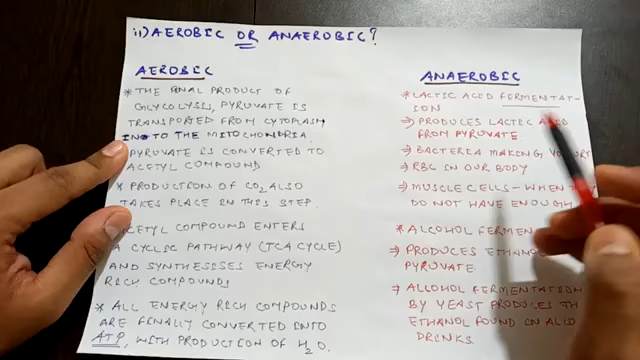 ii) AEROBIC OR ANAEROBIC?
AEROBIC
* THE FINAL PRODUCT OF
GLYCOLYSIS, PYRUVATE IS
TRANSPORTED FROM CYTOPLASM
INTO THE MITOCHONDRIA.
PYRUVATE IS CONVERTED TO
ACETYL COMPOUND
* PRODUCTION OF CO2 ALSO
TAKES PLACE IN THIS STEP.
ACETYL COMPOUND ENTERS
A CYCLIC PATHWAY (TCA CYCLE)
AND SYNTHESISES ENERGY
RICH COMPOUNDS
* ALL ENERGY RICH COMPOUNDS
ARE FINALLY CONVERTED INTO
ATP, WITH PRODUCTION OF H2O.
ANAEROBIC
* LACTIC ACID FERMENTAT-
ION
⇒ PRODUCES LACTIC ACID
FROM PYRUVATE
⇒ BACTERIA MAKING YOGURT
⇒ RBC IN OUR BODY
⇒ MUSCLE CELLS - WHEN
DO NOT HAVE ENOUGH
* ALCOHOL
⇒ PRODUCES
PYRUVATE
⇒ ALCOHOL FERMENTATION
BY YEAST PRODUCES
ETHANOL FOUND IN
DRINKS.